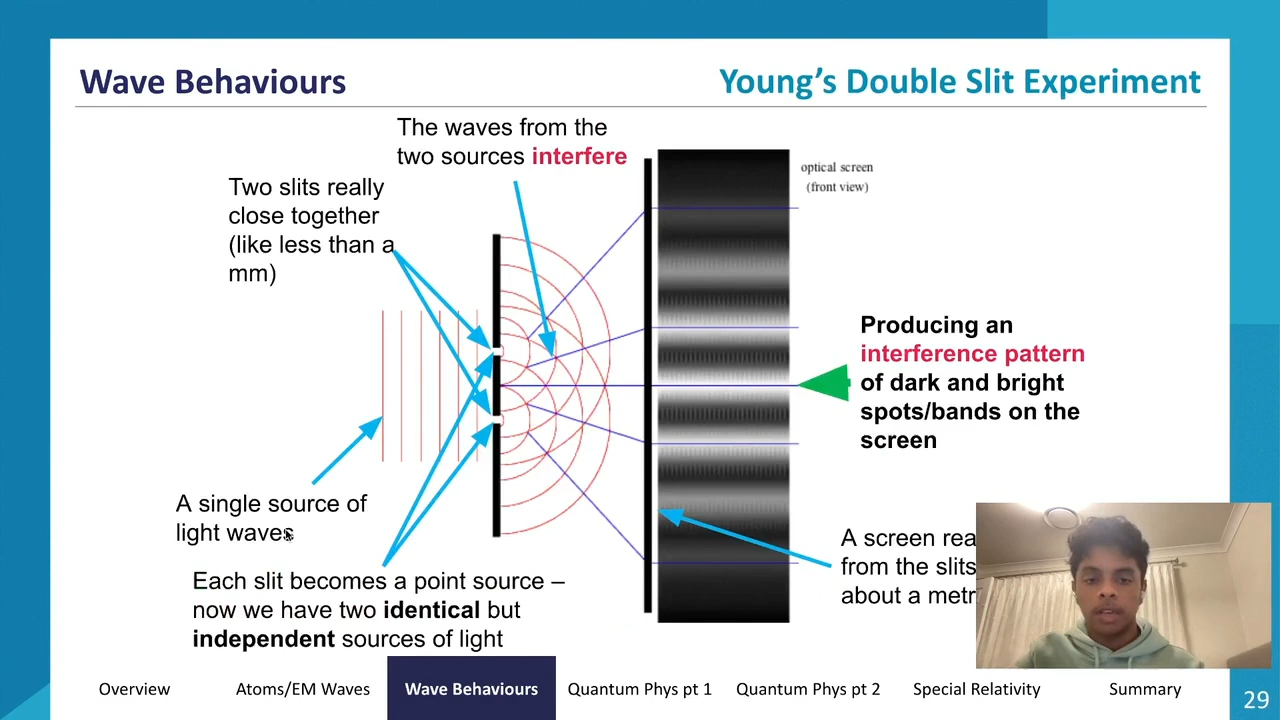 Wave Behaviours
Young's Double Slit Experiment
The waves from the
two sources interfere
Two slits really
close together
(like less than a
mm)
optical screen
(front view)
Producing an
interference pattern
of dark and bright
spots/bands on the
screen
A single source of
light waves
A screen
from the slits
about a
Each slit becomes a point source –
now we have two identical but
independent sources of light
Overview
Atoms/EM Waves
Wave Behaviours
Quantum Phys pt 1
Quantum Phys pt 2
Special Relativity
Summary
29